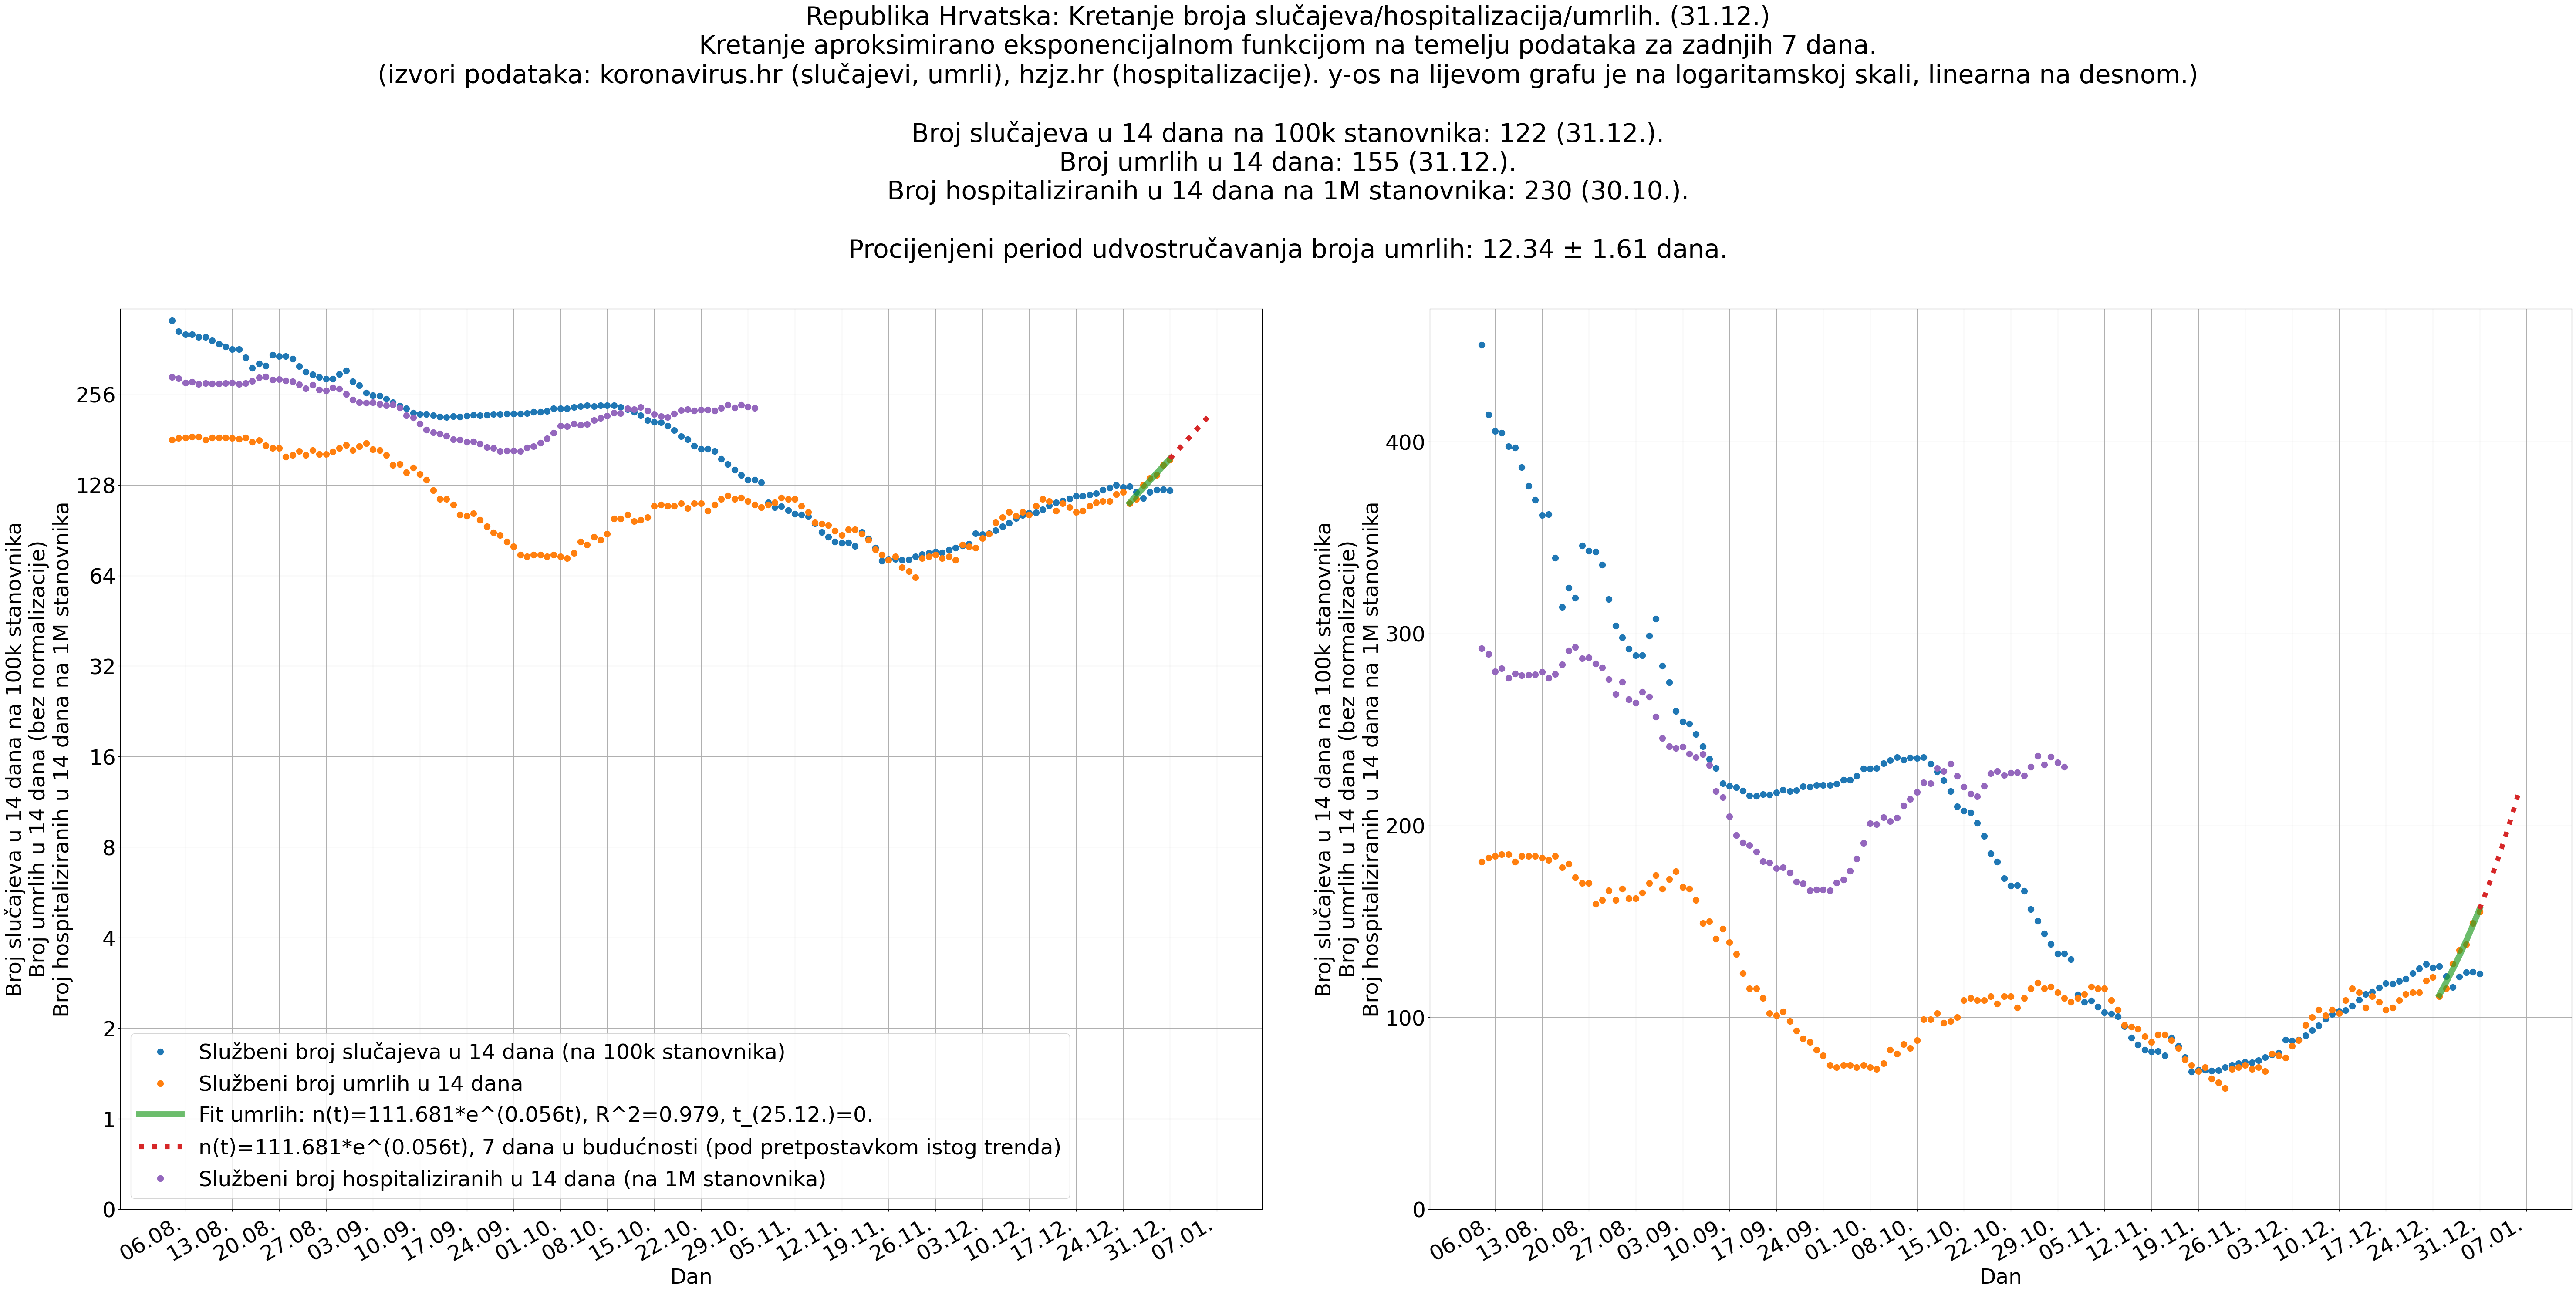 Republika Hrvatska: Kretanje broja slučajeva/hospitalizacija/umrlih. (31.12.)
Kretanje aproksimirano eksponencijalnom funkcijom na temelju podataka za zadnjih 7 dana.
(izvori podataka: koronavirus.hr (slučajevi, umrli), hzjz.hr (hospitalizacije). y-os na lijevom grafu je na logaritamskoj skali, linearna na desnom.)
Broj slučajeva u 14 dana na 100k stanovnika: 122 (31.12.).
Broj umrlih u 14 dana: 155 (31.12.).
Broj hospitaliziranih u 14 dana na 1M stanovnika: 230 (30.10.).
Procijenjeni period udvostručavanja broja umrlih: 12.34 ± 1.61 dana.
Broj slučajeva u 14 dana na 100k stanovnika
Broj umrlih u 14 dana (bez normalizacije)
Broj hospitaliziranih u 14 dana na 1M stanovnika
256
128
64
32
16
8
4
2
1
0
Službeni broj slučajeva u 14 dana (na 100k stanovnika)
Službeni broj umrlih u 14 dana
Fit umrlih: n(t)=111.681*e^(0.056t), R^2=0.979, t_(25.12.)=0.
n(t)=111.681*e^(0.056t), 7 dana u budućnosti (pod pretpostavkom istog trenda)
Službeni broj hospitaliziranih u 14 dana (na 1M stanovnika)
06.08. 13.08. 20.08. 27.08. 03.09. 10.09. 17.09. 24.09. 01.10. 08.10. 15.10. 22.10. 29.10. 05.11. 12.11. 19.11. 26.11. 03.12. 10.12. 17.12. 24.12. 31.12. 07.01.
Dan
Broj slučajeva u 14 dana na 100k stanovnika
Broj umrlih u 14 dana (bez normalizacije)
Broj hospitaliziranih u 14 dana na 1M stanovnika
400
300
200
100
0
06.08. 13.08. 20.08. 27.08. 03.09. 10.09. 17.09. 24.09. 01.10. 08.10. 15.10. 22.10. 29.10. 05.11. 12.11. 19.11. 26.11. 03.12. 10.12. 17.12. 24.12. 31.12. 07.01.
Dan